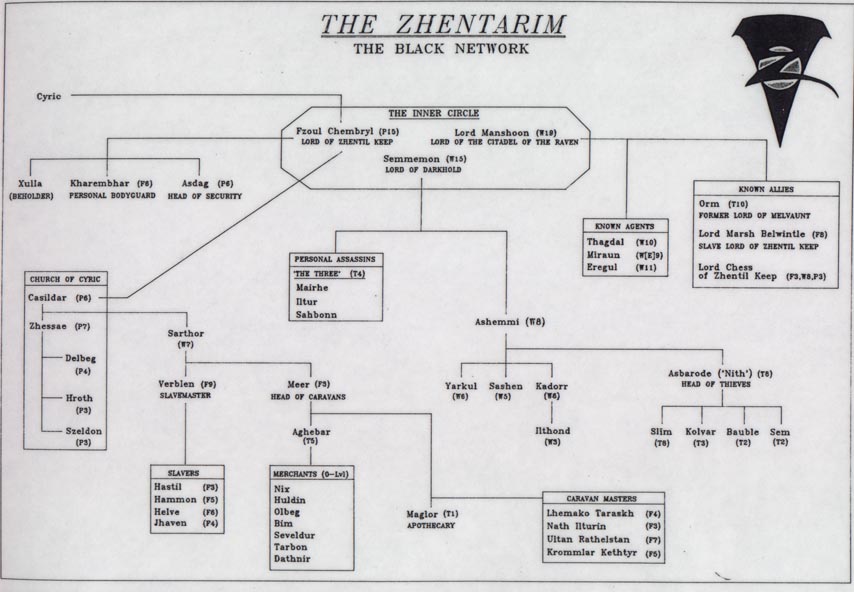 THE ZHENTARIM
THE BLACK NETWORK
Z
Cyric
THE INNER CIRCLE
Fzoul Chembryl (P15)
LORD OF ZHENTIL KEEP
Lord Manshoon (W19)
LORD OF THE CITADEL OF THE RAVEN
Semmemon (W15)
LORD OF DARKHOLD
Xulla
(BEHOLDER)
Kharembhar (F8)
PERSONAL BODYGUARD
Asdag (P6)
HEAD OF SECURITY
KNOWN ALLIES
Orm (T10)
FORMER LORD OF MELVAUNT
Lord Marsh Belwintle (F8)
SLAVE LORD OF ZHENTIL KEEP
Lord Chess
of Zhentil Keep (F3,W8,P3)
KNOWN AGENTS
Thagdal (W10)
Miraun (W[E]9)
Eregul (W11)
PERSONAL ASSASSINS
'THE THREE' (T4)
Mairhe
Iltur
Sahbonn
CHURCH OF CYRIC
Casildar (P6)
Zhessae (P7)
Delbeg
(P4)
Hroth
(P3)
Szeldon
(P3)
Sarthor
(W7)
Ashemmi (W8)
Verblen (F9)
SLAVEMASTER
Meer (F3)
HEAD OF CARAVANS
Yarkul
(W6)
Sashen
(W5)
Kadorr
(W6)
Ilthond
(W3)
Asbarode ('Nith') (T8)
HEAD OF THIEVES
Slim
(T8)
Kolvar
(T3)
Bauble
(T2)
Sem
(T2)
Aghebar
(T5)
SLAVERS
Hastil (F3)
Hammon (F5)
Helve (F6)
Jhaven (F4)
MERCHANTS (0-Lvl)
Nix
Huldin
Olbeg
Bim
Seveldur
Tarbon
Dathnir
Maglor (T1)
APOTHECARY
CARAVAN MASTERS
Lhemako Taraskh (F4)
Nath Ilturin (F3)
Ultan Rathelstan (F7)
Krommlar Kethtyr (F5)